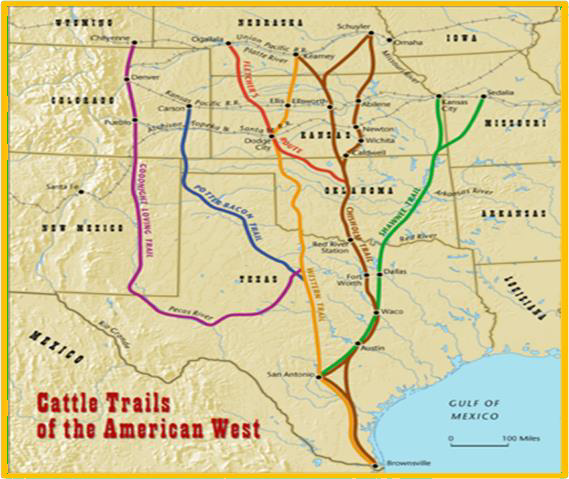 WYOMING
NEBRASKA
IOWA
COLORADO
KANSAS
MISSOURI
OKLAHOMA
ARKANSAS
NEW MEXICO
TEXAS
LOUISIANA
MEXICO
GULF OF
MEXICO
Cheyenne
Ogallala
Union Pacific R.R.
Platte River
Kearney
Schuyler
Omaha
Missouri River
Denver
Kansas Pacific R.R.
Carson
Pueblo
Atchison Topeka & Santa
Dodge
City
Ellis
Ellsworth
Abilene
Newton
Wichita
Caldwell
Kansas
City
Sedalia
Santa Fe
FLETCHER'S
ROUTE
GOODNIGHT LOVING TRAIL
POTTER BACON TRAIL
WESTERN TRAIL
CHISHOLM TRAIL
SHAWNEE TRAIL
Arkansas River
Red River
Red River
Station
Fort
Worth
Dallas
Waco
Austin
San Antonio
Brownsville
Pecos River
Rio Grande
Cattle Trails
of the American West
0 100 Miles